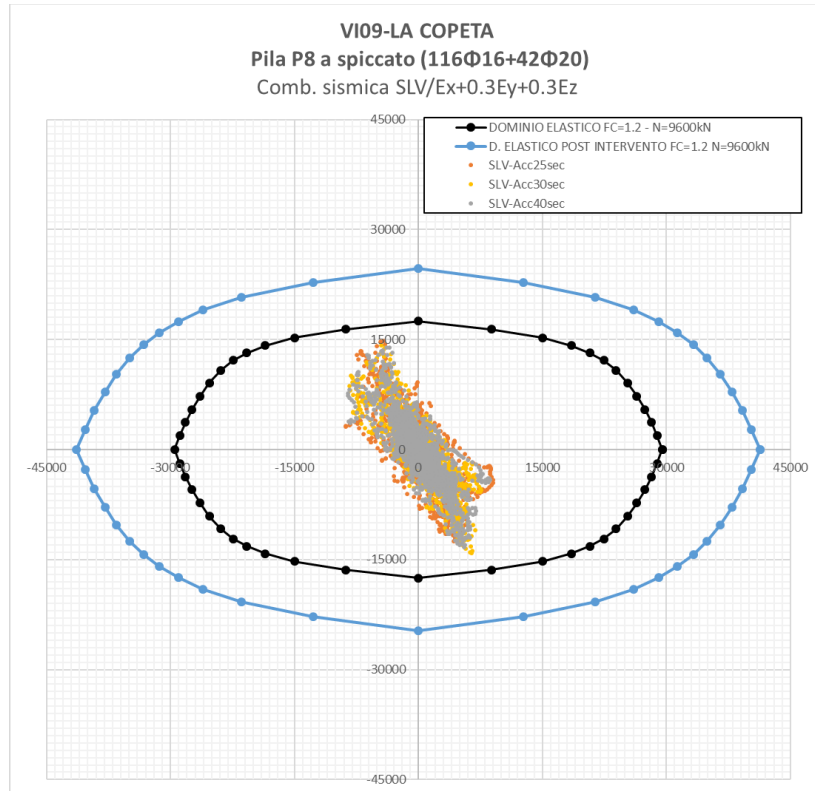 VI09-LA COPETA
Pila P8 a spiccato (116Φ16+42Φ20)
Comb. sismica SLV/Ex+0.3Ey+0.3Ez
45000
DOMINIO ELASTICO FC=1.2 - N=9600kN
D. ELASTICO POST INTERVENTO FC=1.2 N=9600kN
SLV-Acc25sec
SLV-Acc30sec
SLV-Acc40sec
30000
15000
0
-45000 -30000 -15000 0 15000 30000 45000
-15000
-30000
-45000